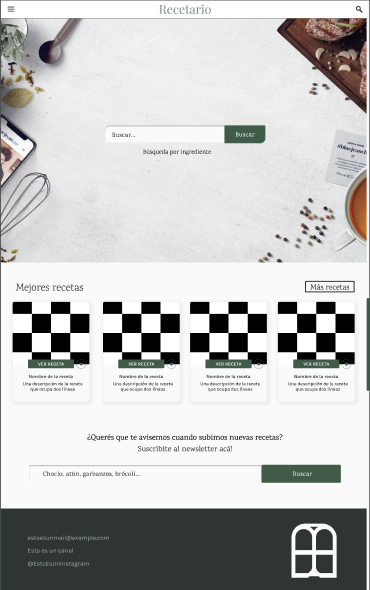 Recetario
Buscar...
Buscar
Búsqueda por ingrediente
Mejores recetas
Más recetas
VER RECETA
VER RECETA
VER RECETA
VER RECETA
Nombre de la receta
Nombre de la receta
Nombre de la receta
Nombre de la receta
Una descripción de la receta
que ocupa dos líneas
Una descripción de la receta
que ocupa dos líneas
Una descripción de la receta
que ocupa dos líneas
Una descripción de la receta
que ocupa dos líneas
¿Querés que te avisemos cuando subimos nuevas recetas?
Suscribite al newsletter acá!
Choclo, atún, garbanzos, brócoli...
Buscar
estoesunmail@example.com
Esto es un canal
@EstoEsUnInstagram